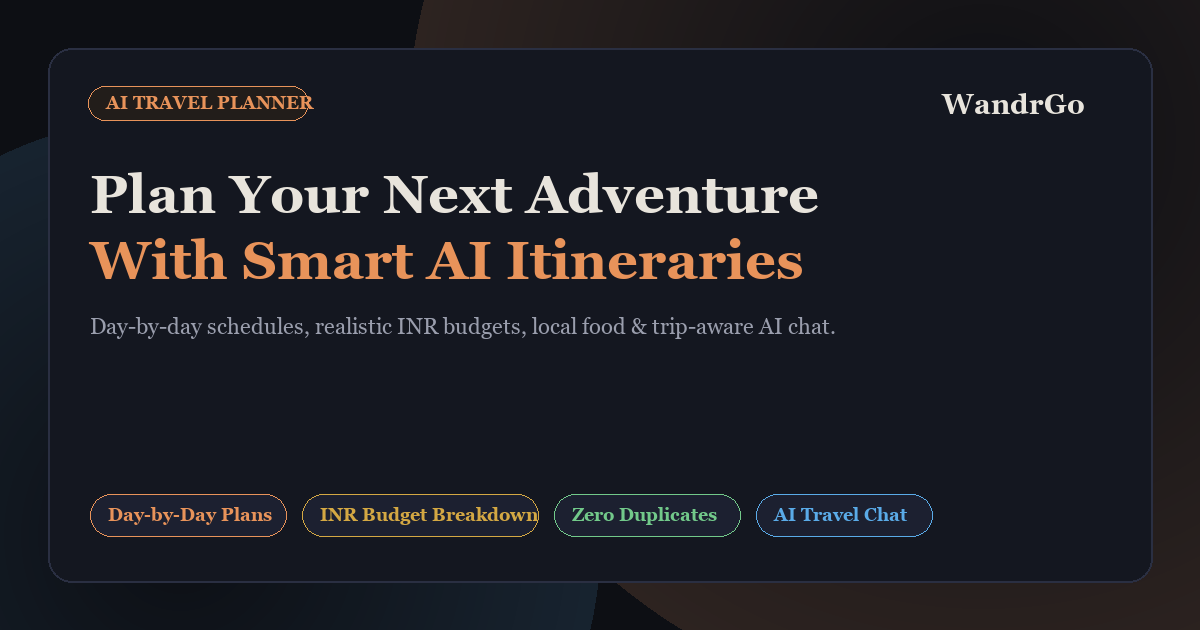 AI TRAVEL PLANNER
WandrGo
Plan Your Next Adventure
With Smart AI Itineraries
Day-by-day schedules, realistic INR budgets, local food & trip-aware AI chat.
Day-by-Day Plans
INR Budget Breakdown
Zero Duplicates
AI Travel Chat